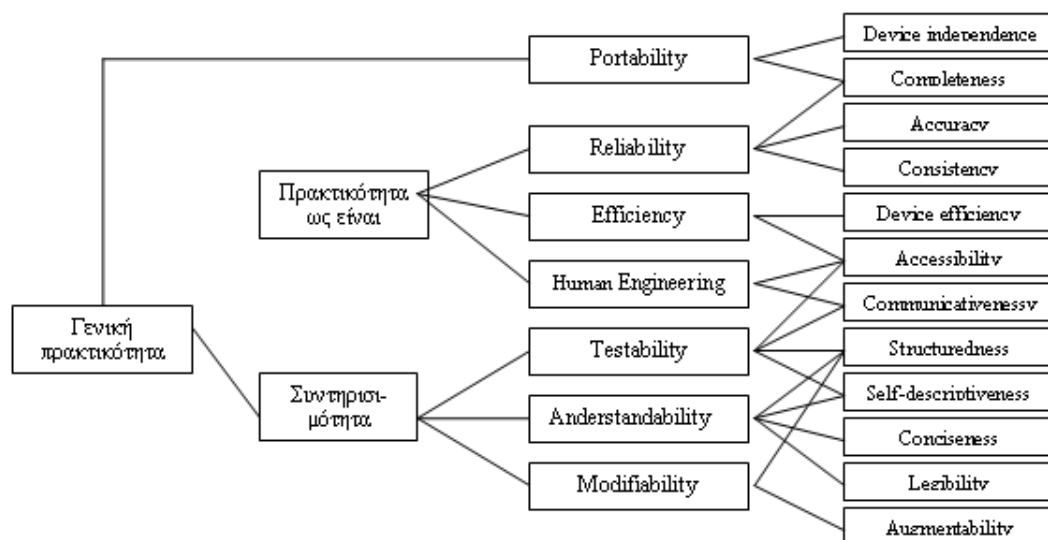 Γενική
πρακτικότητα
Πρακτικότητα
ως είναι
Συντηρισι-
μότητα
Portability
Reliability
Efficiency
Human Engineering
Testability
Anderstandability
Modifiability
Device independence
Completeness
Accuracy
Consistency
Device efficiency
Accessibility
Communicativenessy
Structuredness
Self-descriptiveness
Conciseness
Legibility
Augmentability